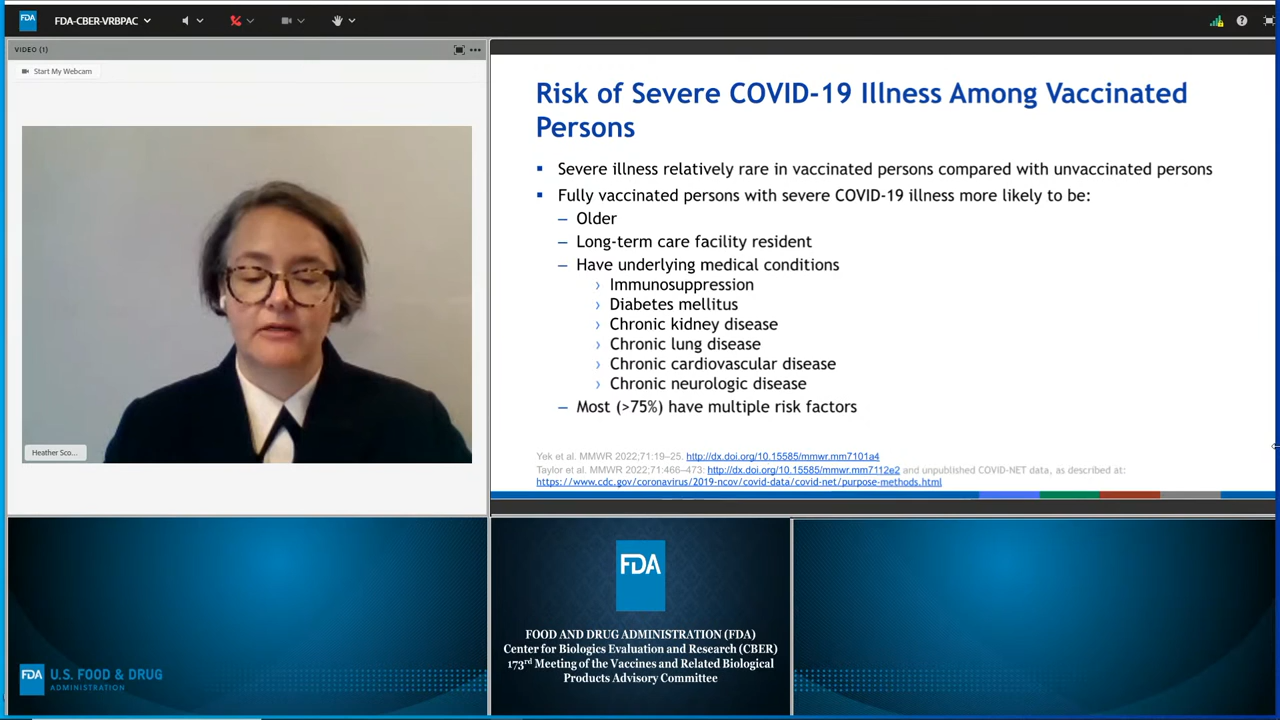 FDA
FDA-CBER-VRBPAC
VIDEO (1)
Start My Webcam
Heather Sco...
Risk of Severe COVID-19 Illness Among Vaccinated
Persons
Severe illness relatively rare in vaccinated persons compared with unvaccinated persons
Fully vaccinated persons with severe COVID-19 illness more likely to be:
– Older
– Long-term care facility resident
– Have underlying medical conditions
› Immunosuppression
› Diabetes mellitus
› Chronic kidney disease
› Chronic lung disease
› Chronic cardiovascular disease
› Chronic neurologic disease
– Most (>75%) have multiple risk factors
Yek et al. MMWR 2022;71:19–25. http://dx.doi.org/10.15585/mmwr.mm7101a4
Taylor et al. MMWR 2022;71:466–473: http://dx.doi.org/10.15585/mmwr.mm7112e2 and unpublished COVID-NET data, as described at:
https://www.cdc.gov/coronavirus/2019-ncov/covid-data/covid-net/purpose-methods.html
FDA U.S. FOOD & DRUG
ADMINISTRATION
FDA
FOOD AND DRUG ADMINISTRATION (FDA)
Center for Biologics Evaluation and Research (CBER)
173rd Meeting of the Vaccines and Related Biological
Products Advisory Committee